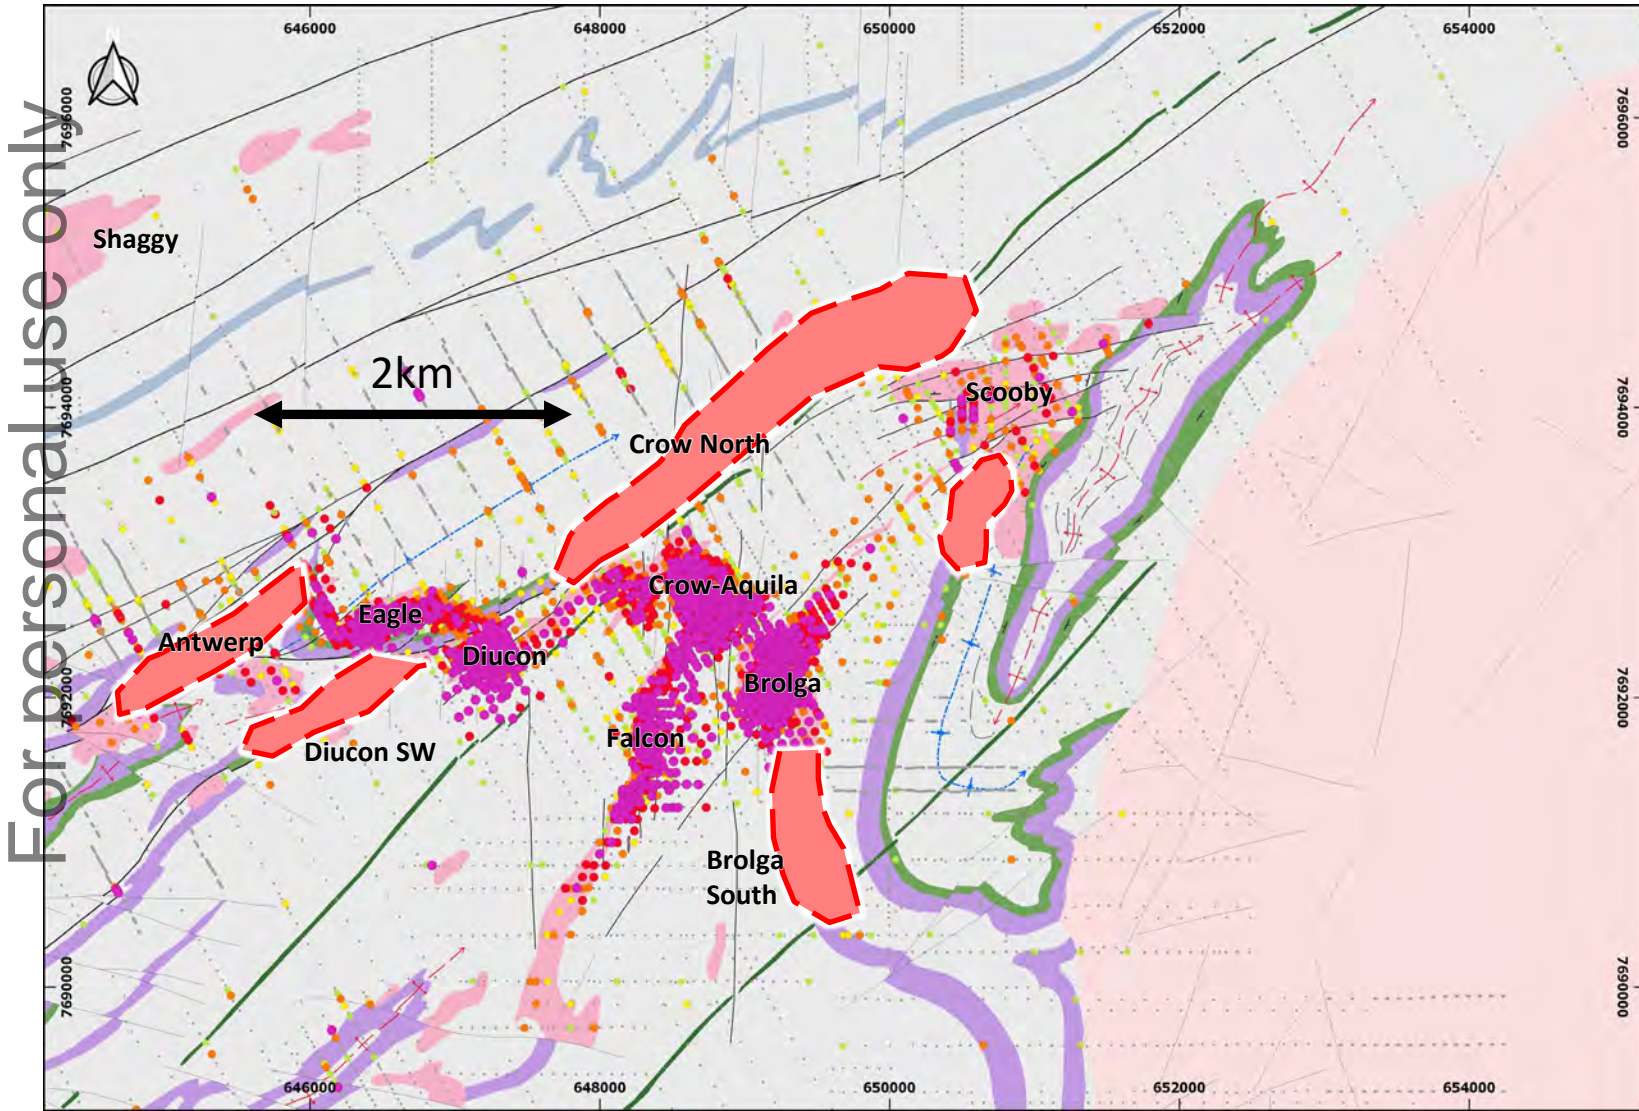 646000
648000
650000
652000
654000
7696000
7696000
For personal use only
Shaggy
2km
7694000
7694000
Scooby
Crow North
Crow-Aquila
Eagle
Antwerp
Diucon
Brolga
7692000
7692000
Falcon
Diucon SW
Brolga
South
7690000
7690000
646000
648000
650000
652000
654000